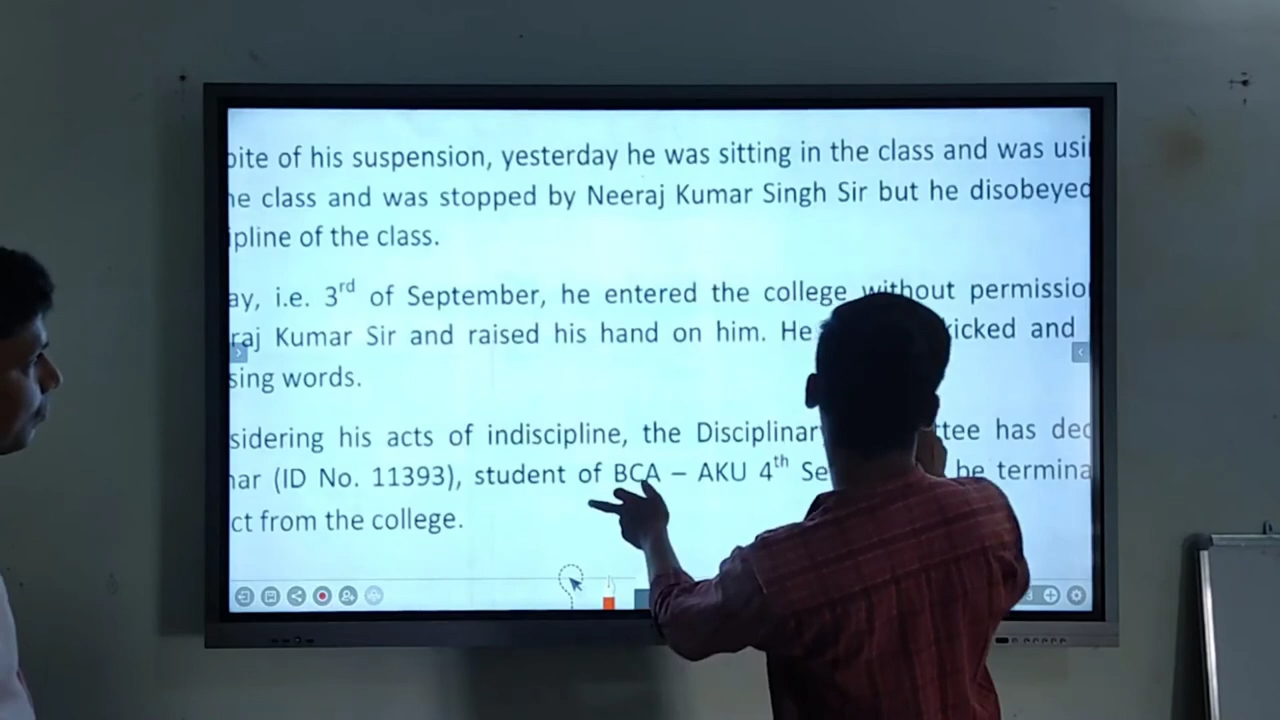 pite of his suspension, yesterday he was sitting in the class and was usi
he class and was stopped by Neeraj Kumar Singh Sir but he disobeyed
ipline of the class.
ay, i.e. 3rd of September, he entered the college without permissio
raj Kumar Sir and raised his hand on him. He kicked and
sing words.
sidering his acts of indiscipline, the Disciplinar ttee has dec
nar (ID No. 11393), student of BCA – AKU 4th Se be termina
ct from the college.